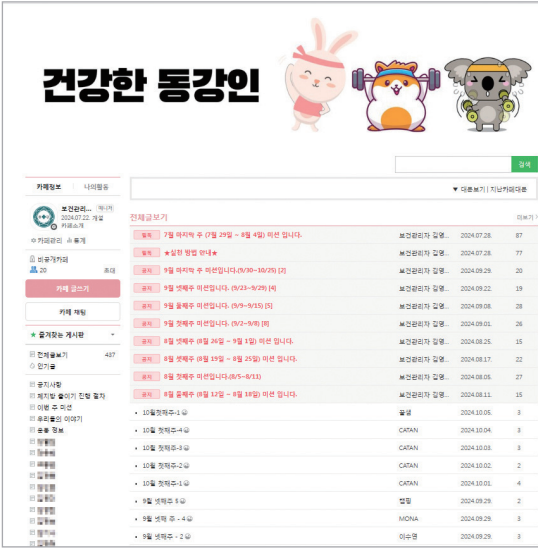 건강한 동강인
검색
카페정보 나의활동
▼ 대문보기 | 지난카페대문
보건관리... 매니저
2024.07.22. 개설
카페소개
카페관리 통계
비공개카페
20 초대
카페 글쓰기
카페 채팅
★ 즐겨찾는 게시판
전체글보기 437
인기글
공지사항
체지방 줄이기 진행 절차
이번 주 미션
우리들의 이야기
운동 정보
전체글보기 더보기 >
필독 7월 마지막 주 (7월 29일 ~ 8월 4일) 미션 입니다. 보건관리자 김명... 2024.07.28. 87
필독 ★실천 방법 안내★ 보건관리자 김명... 2024.07.28. 77
공지 9월 마지막 주 미션입니다.(9/30~10/25) [2] 보건관리자 김명... 2024.09.29. 20
공지 9월 넷째주 미션입니다. (9/23~9/29) [4] 보건관리자 김명... 2024.09.22. 19
공지 9월 둘째주 미션입니다. (9/9~9/15) [5] 보건관리자 김명... 2024.09.08. 28
공지 9월 첫째주 미션입니다. (9/2~9/8) [8] 보건관리자 김명... 2024.09.01. 26
공지 8월 넷째주 (8월 26일 ~ 9월 1일) 미션 입니다. 보건관리자 김명... 2024.08.25. 15
공지 8월 셋째주 (8월 19일 ~ 8월 25일) 미션 입니다. 보건관리자 김명... 2024.08.17. 22
공지 8월 첫째주 미션입니다.(8/5~8/11) 보건관리자 김명... 2024.08.05. 27
공지 8월 둘째주 (8월 12일 ~ 8월 18일) 미션 입니다. 보건관리자 김명... 2024.08.11. 15
10월첫째주-1 꿀샘 2024.10.05. 3
10월 첫째주-4 CATAN 2024.10.04. 3
10월 첫째주-3 CATAN 2024.10.03. 3
10월 첫째주-2 CATAN 2024.10.02. 2
10월 첫째주-1 CATAN 2024.10.01. 4
9월 넷째주 5 2024.09.29. 2
9월 넷째 주 - 4 MONA 2024.09.29. 3
9월 넷째주 - 2 이수영 2024.09.29. 3